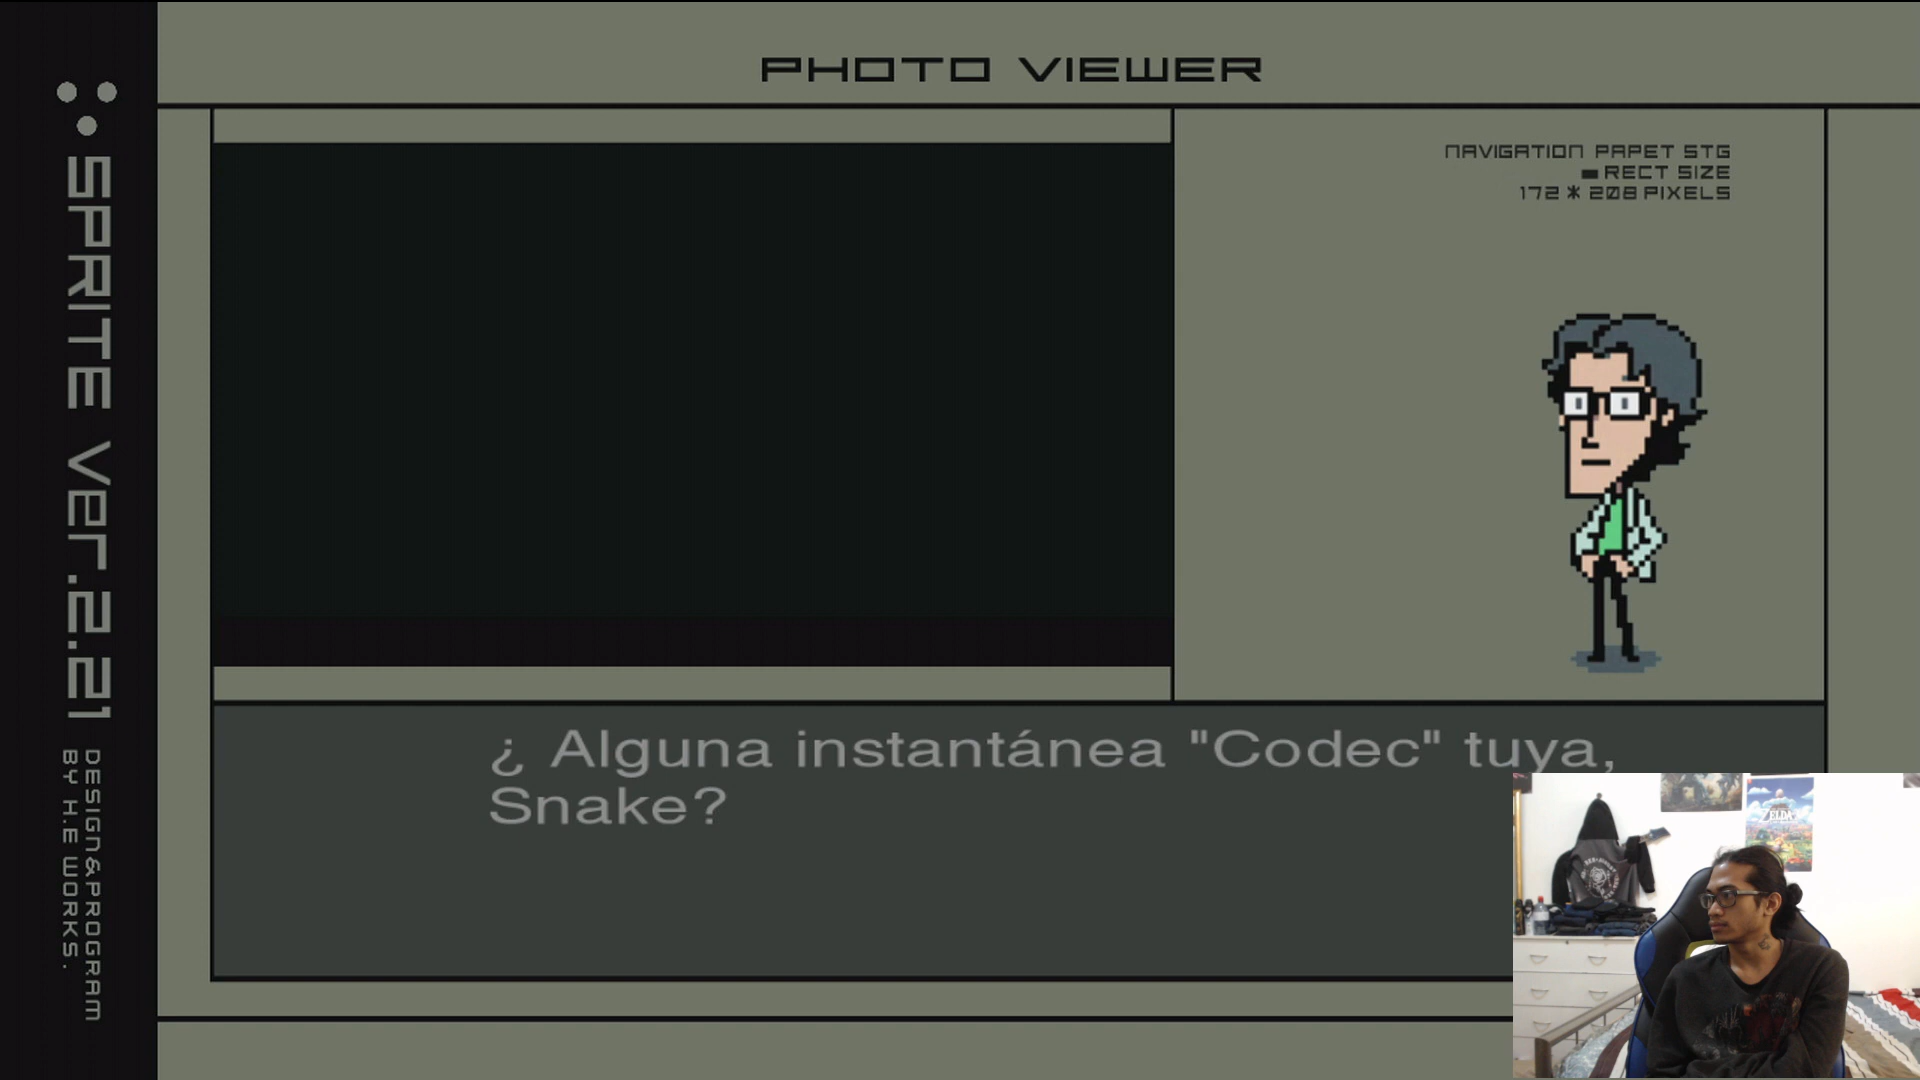 PHOTO VIEWER
NAVIGATION PAPET STG
RECT SIZE
172 * 208 PIXELS
SPRITE Ver.2.21
DESIGN&PROGRAM
BY H.E WORKS.
¿ Alguna instantánea "Codec" tuya,
Snake?
ZELDA